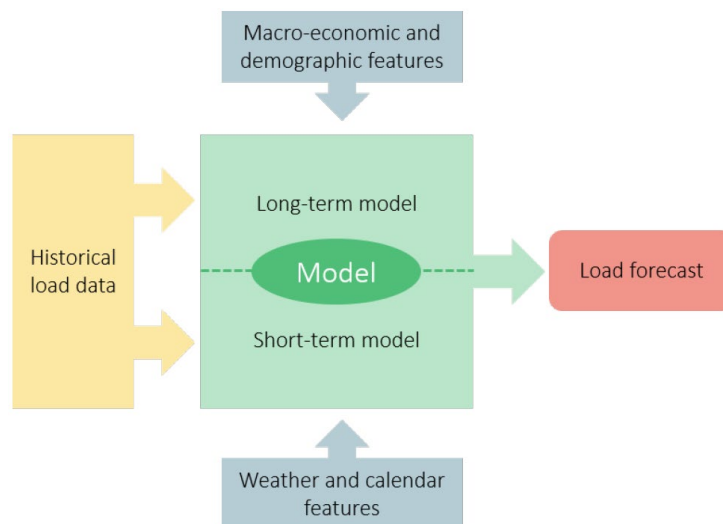 Macro-economic and
demographic features
Long-term model
Historical
load data
Model
Load forecast
Short-term model
Weather and calendar
features